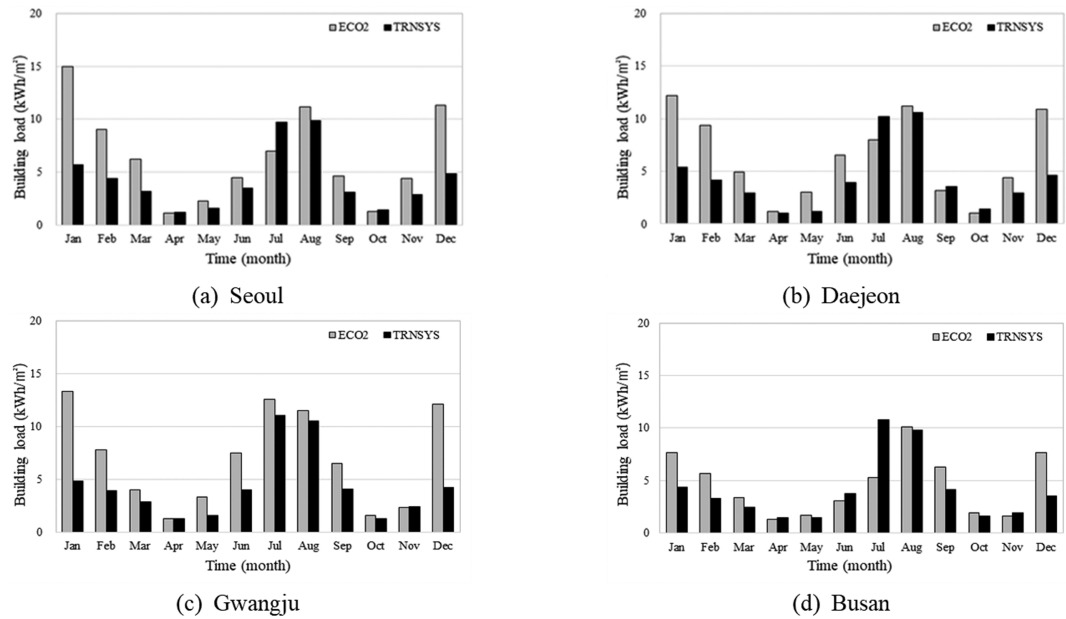 20
15
10
5
0
Building load (kWh/m²)
ECO2 TRNSYS
Jan Feb Mar Apr May Jun Jul Aug Sep Oct Nov Dec
Time (month)
(a) Seoul
20
15
10
5
0
Building load (kWh/m²)
ECO2 TRNSYS
Jan Feb Mar Apr May Jun Jul Aug Sep Oct Nov Dec
Time (month)
(b) Daejeon
20
15
10
5
0
Building load (kWh/m²)
ECO2 TRNSYS
Jan Feb Mar Apr May Jun Jul Aug Sep Oct Nov Dec
Time (month)
(c) Gwangju
20
15
10
5
0
Building load (kWh/m²)
ECO2 TRNSYS
Jan Feb Mar Apr May Jun Jul Aug Sep Oct Nov Dec
Time (month)
(d) Busan